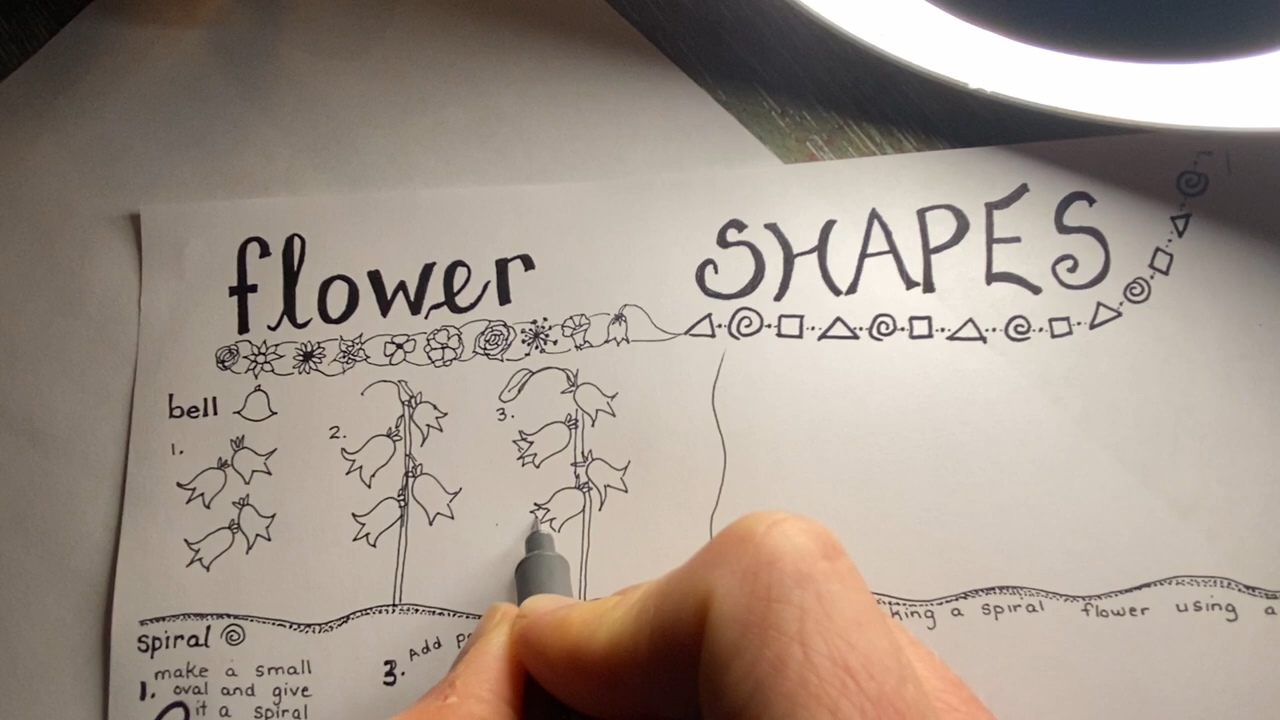 flower SHAPES
bell
1.
2.
3.
spiral
make a small
1. oval and give
it a spiral
3. Add
a spiral flower using a